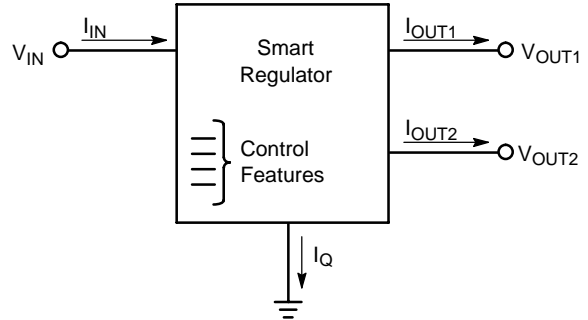 I_IN
V_IN
Smart
Regulator
I_OUT1
V_OUT1
Control
Features
I_OUT2
V_OUT2
I_Q